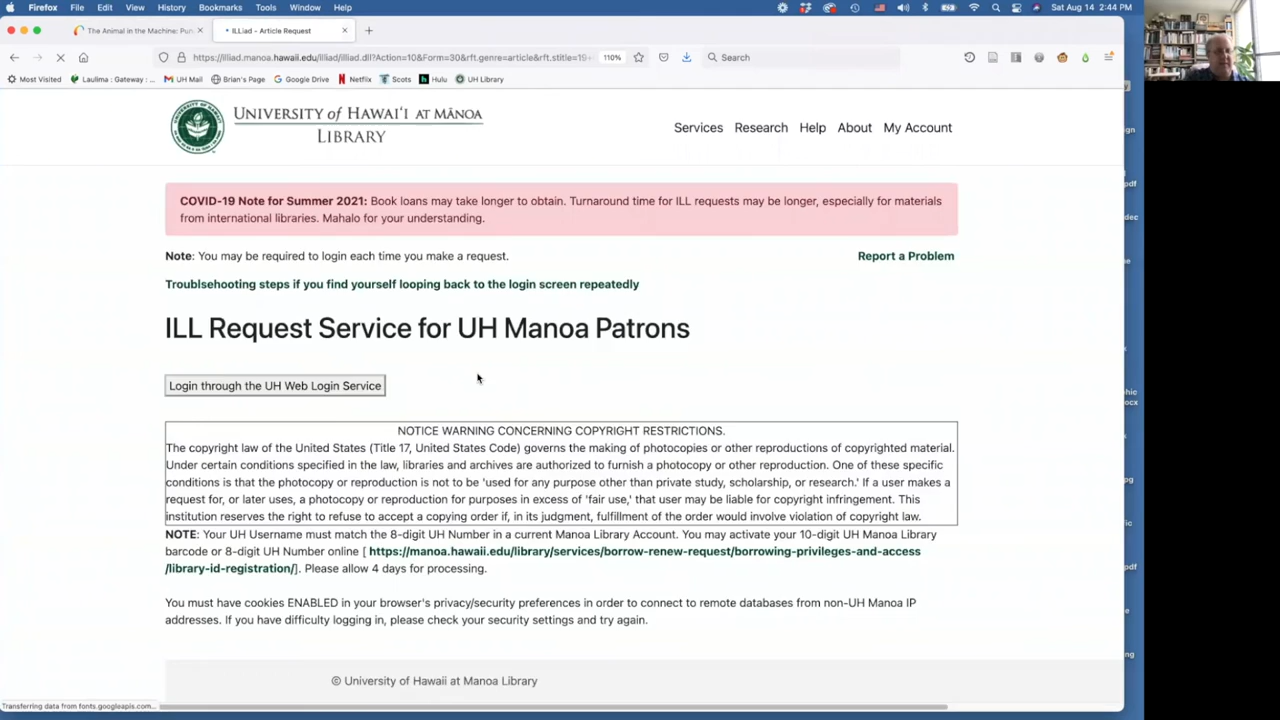 Firefox File Edit View History Bookmarks Tools Window Help Sat Aug 14 2:44 PM
The Animal in the Machine: Pun ILLiad - Article Request
https://illiad.manoa.hawaii.edu/illiad/illiad.dll?Action=10&Form=30&rft.genre=article&rft.stitle=19 110% Search
Most Visited Laulima : Gateway : ... UH Mail Brian's Page Google Drive Netflix Scots Hulu UH Library
UNIVERSITY of HAWAI‘I AT MĀNOA
LIBRARY
Services Research Help About My Account
COVID-19 Note for Summer 2021: Book loans may take longer to obtain. Turnaround time for ILL requests may be longer, especially for materials
from international libraries. Mahalo for your understanding.
Note: You may be required to login each time you make a request. Report a Problem
Troublsehooting steps if you find yourself looping back to the login screen repeatedly
ILL Request Service for UH Manoa Patrons
Login through the UH Web Login Service
NOTICE WARNING CONCERNING COPYRIGHT RESTRICTIONS.
The copyright law of the United States (Title 17, United States Code) governs the making of photocopies or other reproductions of copyrighted material.
Under certain conditions specified in the law, libraries and archives are authorized to furnish a photocopy or other reproduction. One of these specific
conditions is that the photocopy or reproduction is not to be 'used for any purpose other than private study, scholarship, or research.' If a user makes a
request for, or later uses, a photocopy or reproduction for purposes in excess of 'fair use,' that user may be liable for copyright infringement. This
institution reserves the right to refuse to accept a copying order if, in its judgment, fulfillment of the order would involve violation of copyright law.
NOTE: Your UH Username must match the 8-digit UH Number in a current Manoa Library Account. You may activate your 10-digit UH Manoa Library
barcode or 8-digit UH Number online [ https://manoa.hawaii.edu/library/services/borrow-renew-request/borrowing-privileges-and-access
/library-id-registration/]. Please allow 4 days for processing.
You must have cookies ENABLED in your browser's privacy/security preferences in order to connect to remote databases from non-UH Manoa IP
addresses. If you have difficulty logging in, please check your security settings and try again.
© University of Hawaii at Manoa Library
Transferring data from fonts.googleapis.com...